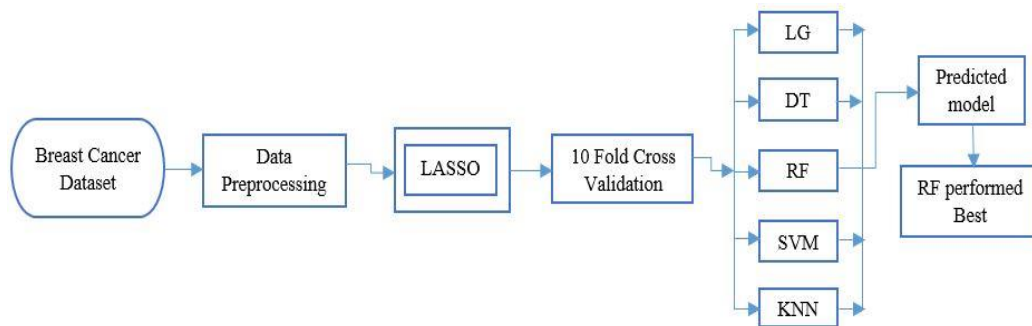 Breast Cancer
Dataset
Data
Preprocessing
LASSO
10 Fold Cross
Validation
LG
DT
RF
SVM
KNN
Predicted
model
RF performed
Best